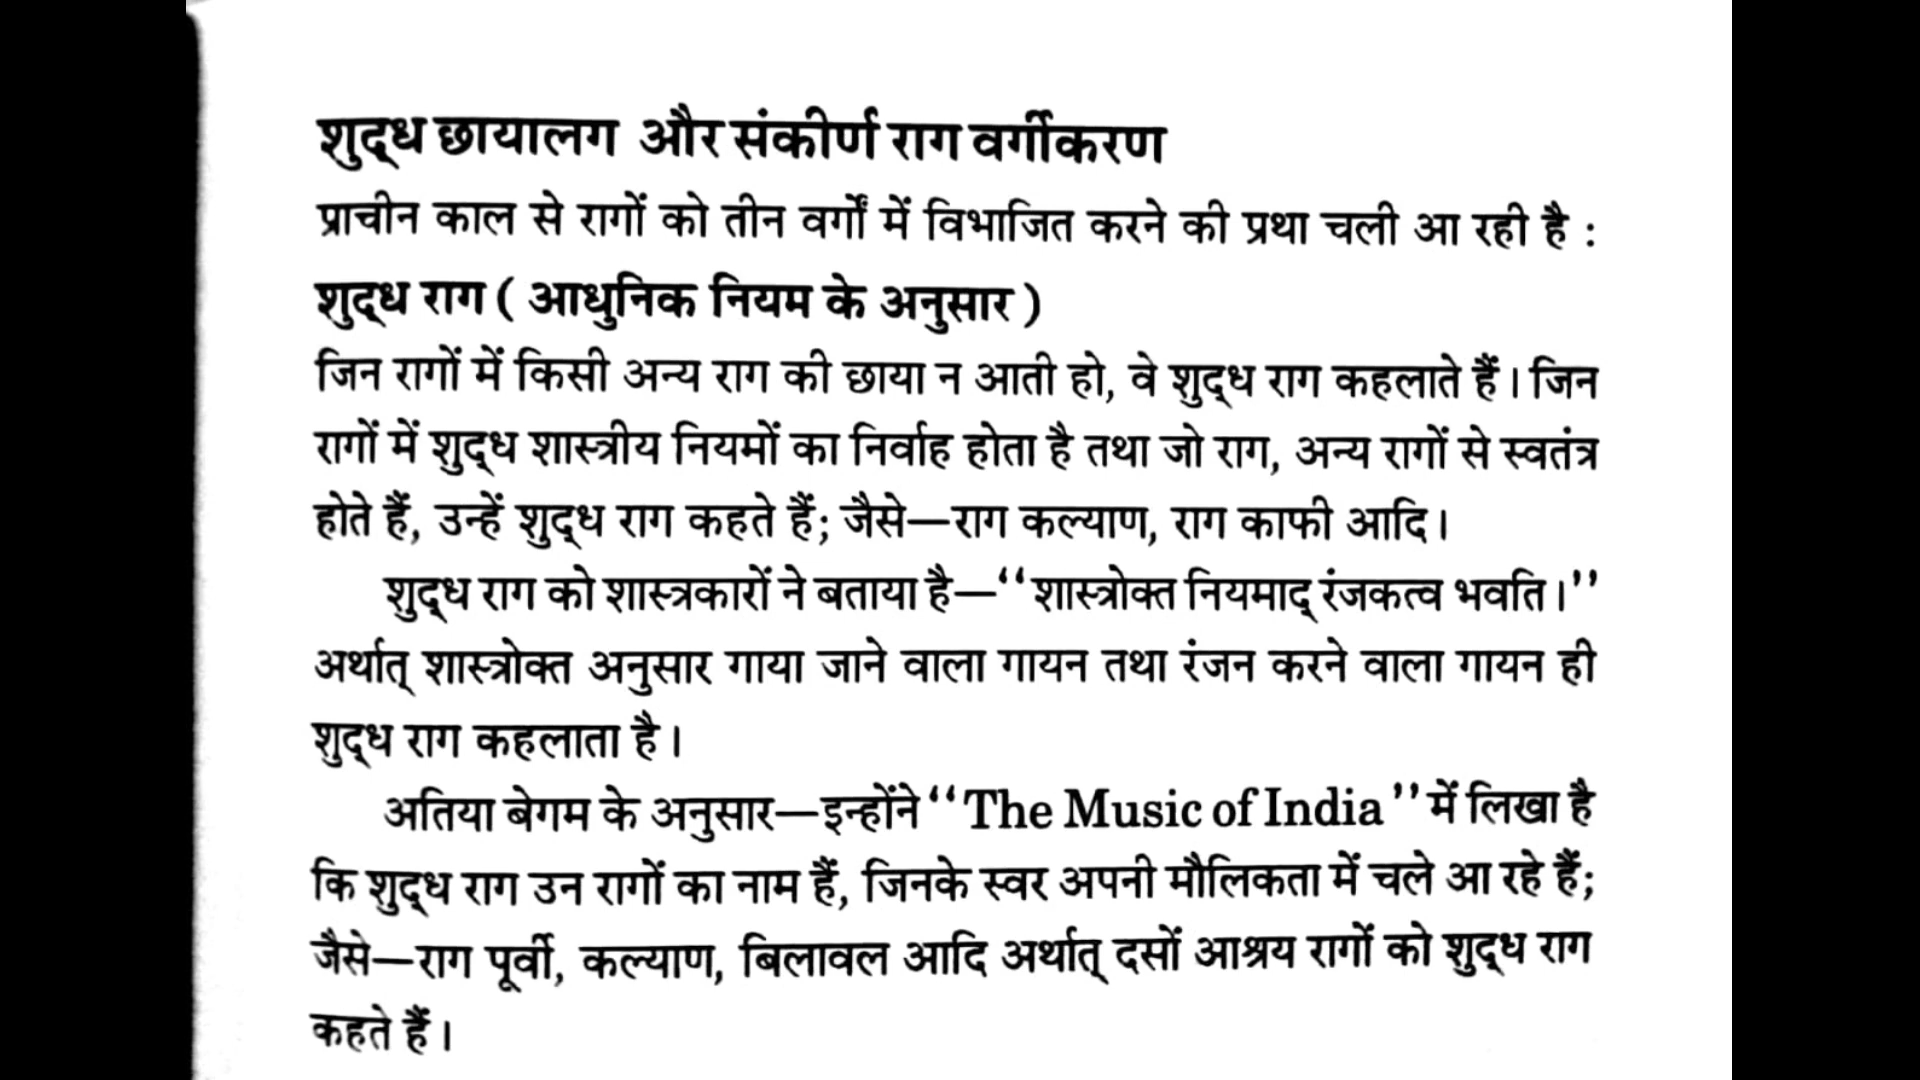 शुद्ध छायालग और संकीर्ण राग वर्गीकरण
प्राचीन काल से रागों को तीन वर्गों में विभाजित करने की प्रथा चली आ रही है :
शुद्ध राग ( आधुनिक नियम के अनुसार )
जिन रागों में किसी अन्य राग की छाया न आती हो, वे शुद्ध राग कहलाते हैं। जिन
रागों में शुद्ध शास्त्रीय नियमों का निर्वाह होता है तथा जो राग, अन्य रागों से स्वतंत्र
होते हैं, उन्हें शुद्ध राग कहते हैं; जैसे—राग कल्याण, राग काफी आदि।
शुद्ध राग को शास्त्रकारों ने बताया है—‘‘शास्त्रोक्त नियमाद् रंजकत्व भवति।’’
अर्थात् शास्त्रोक्त अनुसार गाया जाने वाला गायन तथा रंजन करने वाला गायन ही
शुद्ध राग कहलाता है।
अतिया बेगम के अनुसार—इन्होंने ‘‘The Music of India’’ में लिखा है
कि शुद्ध राग उन रागों का नाम हैं, जिनके स्वर अपनी मौलिकता में चले आ रहे हैं;
जैसे—राग पूर्वी, कल्याण, बिलावल आदि अर्थात् दसों आश्रय रागों को शुद्ध राग
कहते हैं।